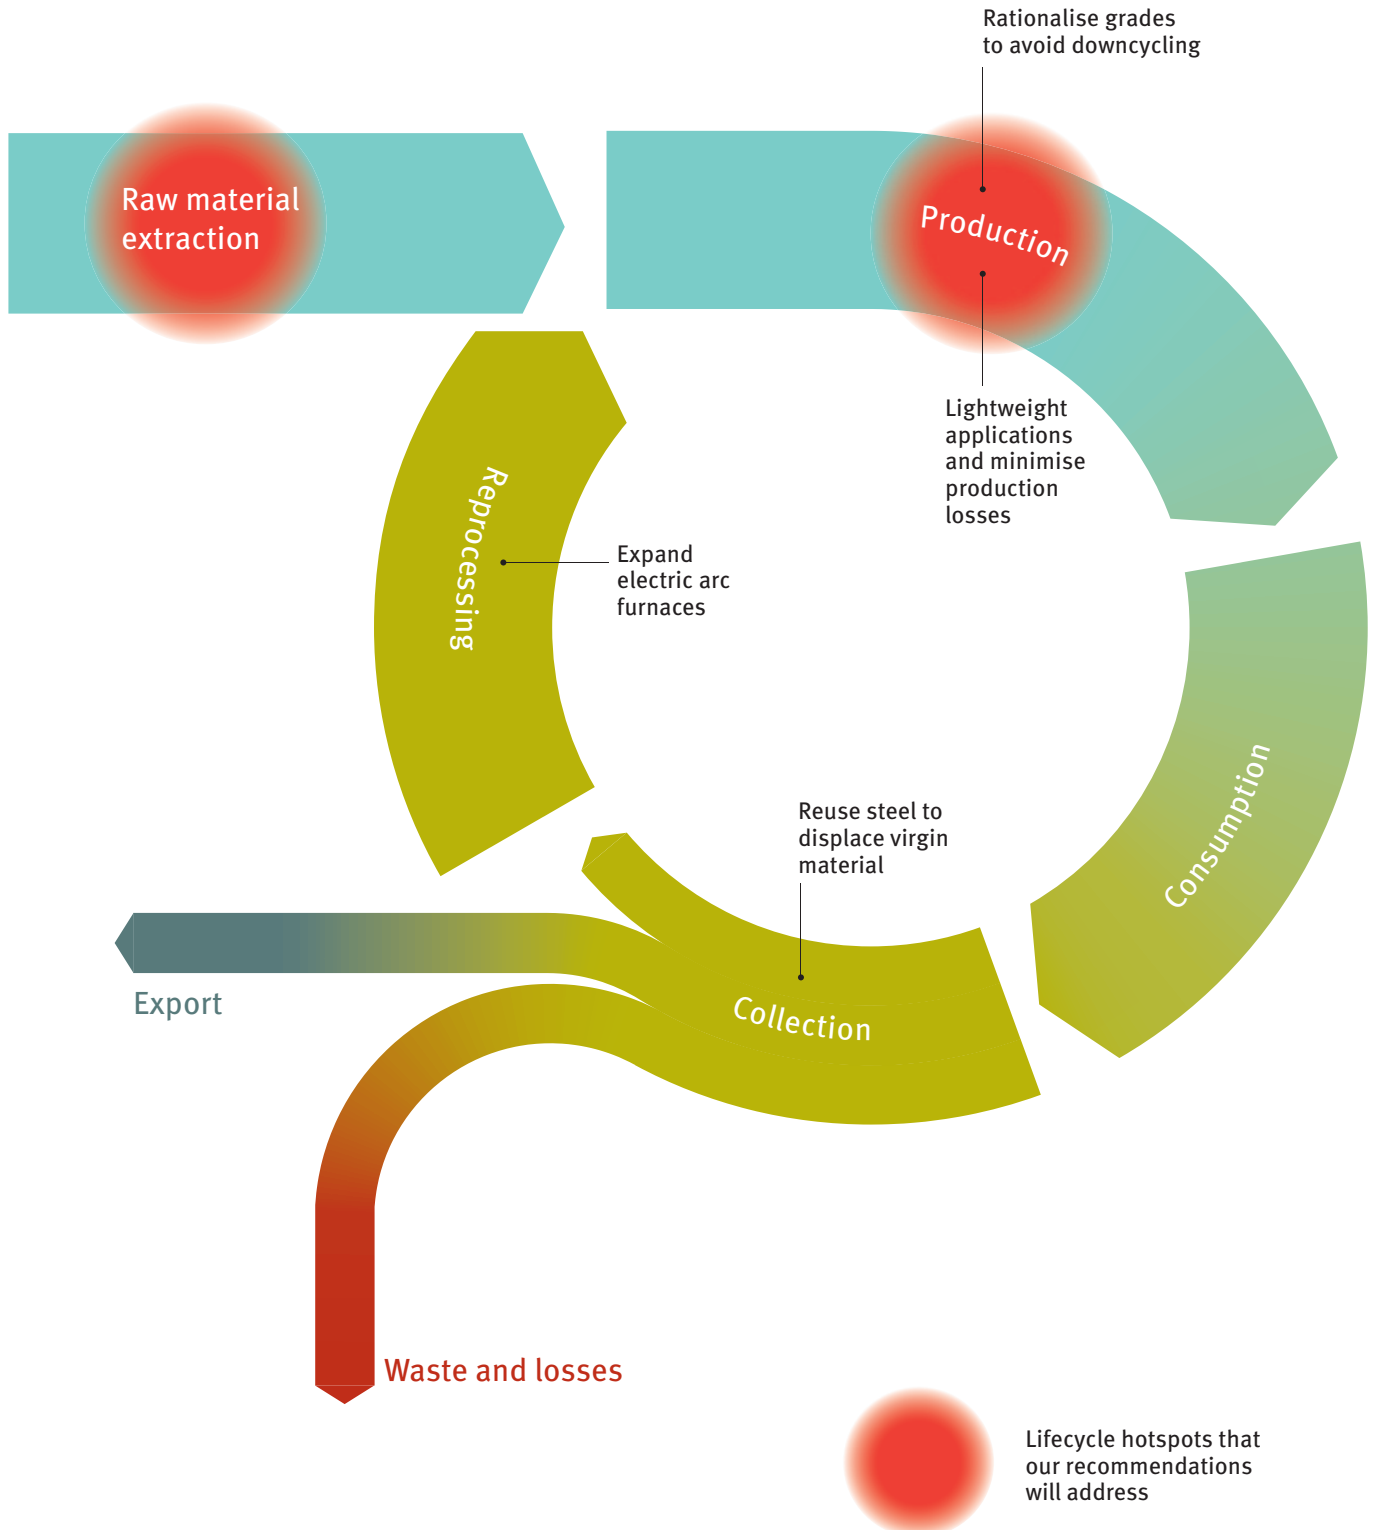 Rationalise grades
to avoid downcycling
Raw material
extraction
Production
Lightweight
applications
and minimise
production
losses
Reprocessing
Expand
electric arc
furnaces
Consumption
Reuse steel to
displace virgin
material
Collection
Export
Waste and losses
Lifecycle hotspots that
our recommendations
will address